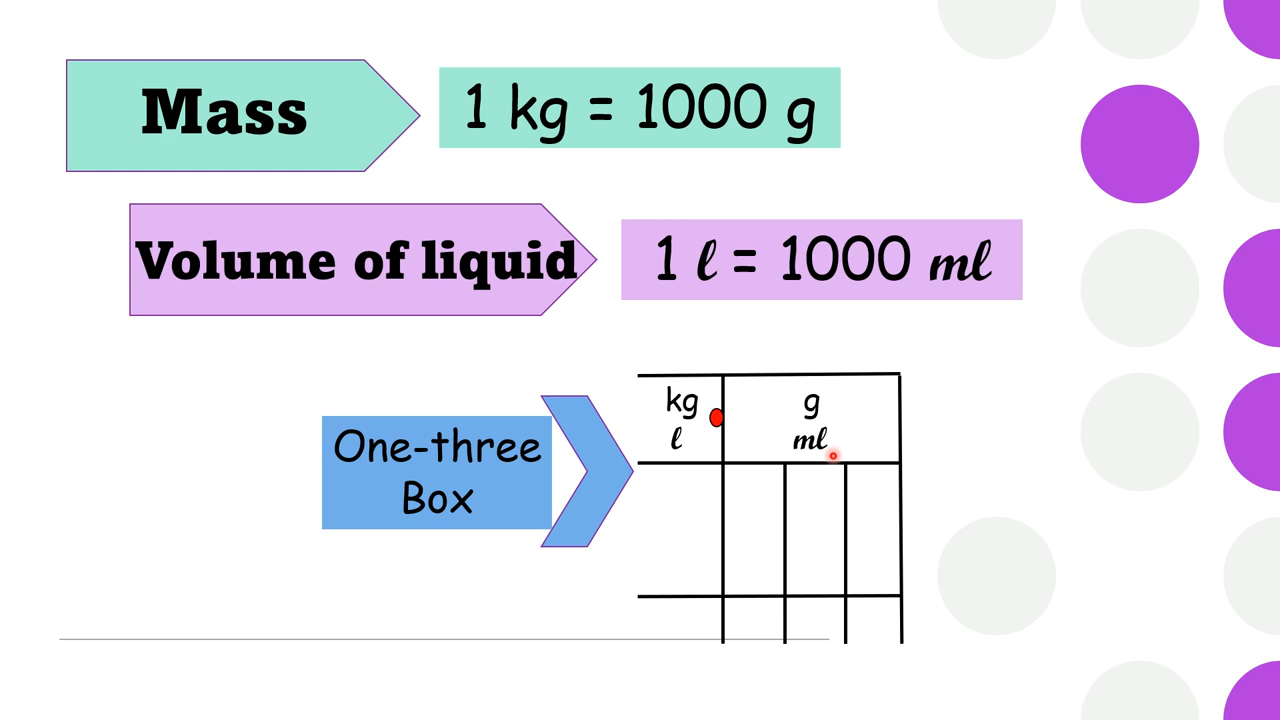 Mass
1 kg = 1000 g
Volume of liquid
1 l = 1000 ml
One-three
Box
kg
l
g
ml